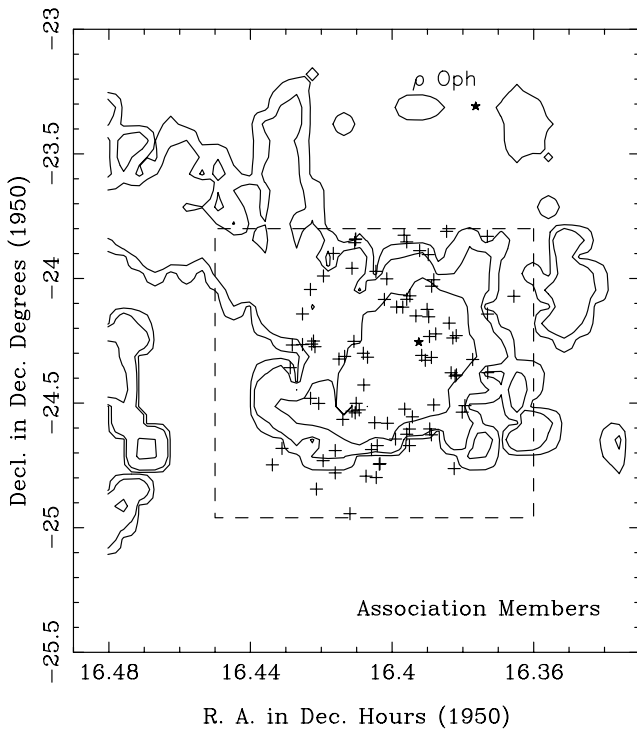 −23
ρ Oph
−23.5
−24
−24.5
−25
−25.5
Decl. in Dec. Degrees (1950)
Association Members
16.48 16.44 16.4 16.36
R. A. in Dec. Hours (1950)